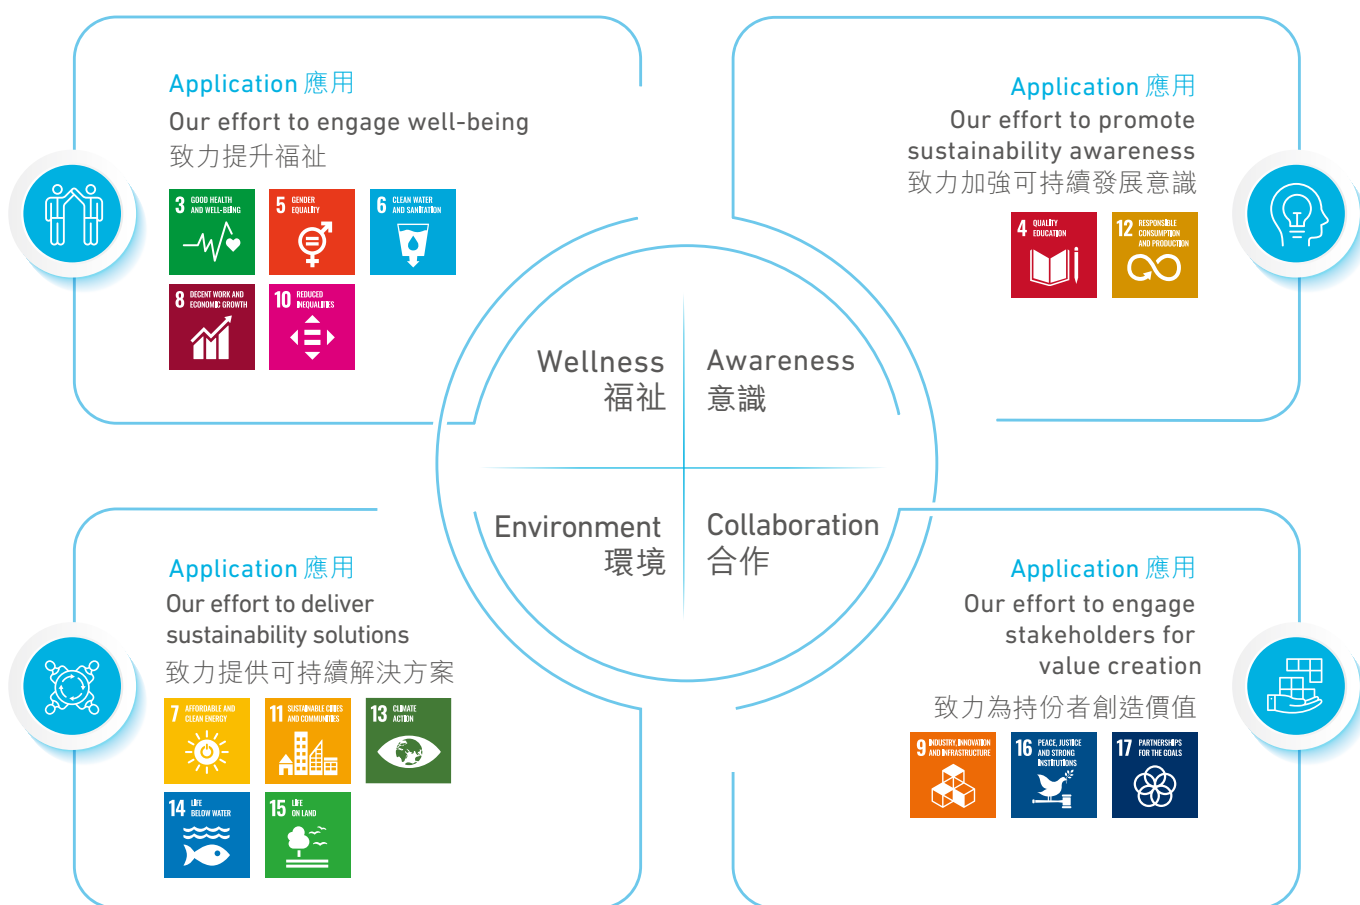 Application 應用
Our effort to engage well-being
致力提升福祉
3 GOOD HEALTH
AND WELL-BEING
5 GENDER
EQUALITY
6 CLEAN WATER
AND SANITATION
8 DECENT WORK AND
ECONOMIC GROWTH
10 REDUCED
INEQUALITIES
Application 應用
Our effort to promote
sustainability awareness
致力加強可持續發展意識
4 QUALITY
EDUCATION
12 RESPONSIBLE
CONSUMPTION
AND PRODUCTION
Wellness
福祉
Awareness
意識
Environment
環境
Collaboration
合作
Application 應用
Our effort to deliver
sustainability solutions
致力提供可持續解決方案
7 AFFORDABLE AND
CLEAN ENERGY
11 SUSTAINABLE CITIES
AND COMMUNITIES
13 CLIMATE
ACTION
14 LIFE
BELOW WATER
15 LIFE
ON LAND
Application 應用
Our effort to engage
stakeholders for
value creation
致力為持份者創造價值
9 INDUSTRY, INNOVATION
AND INFRASTRUCTURE
16 PEACE, JUSTICE
AND STRONG
INSTITUTIONS
17 PARTNERSHIPS
FOR THE GOALS